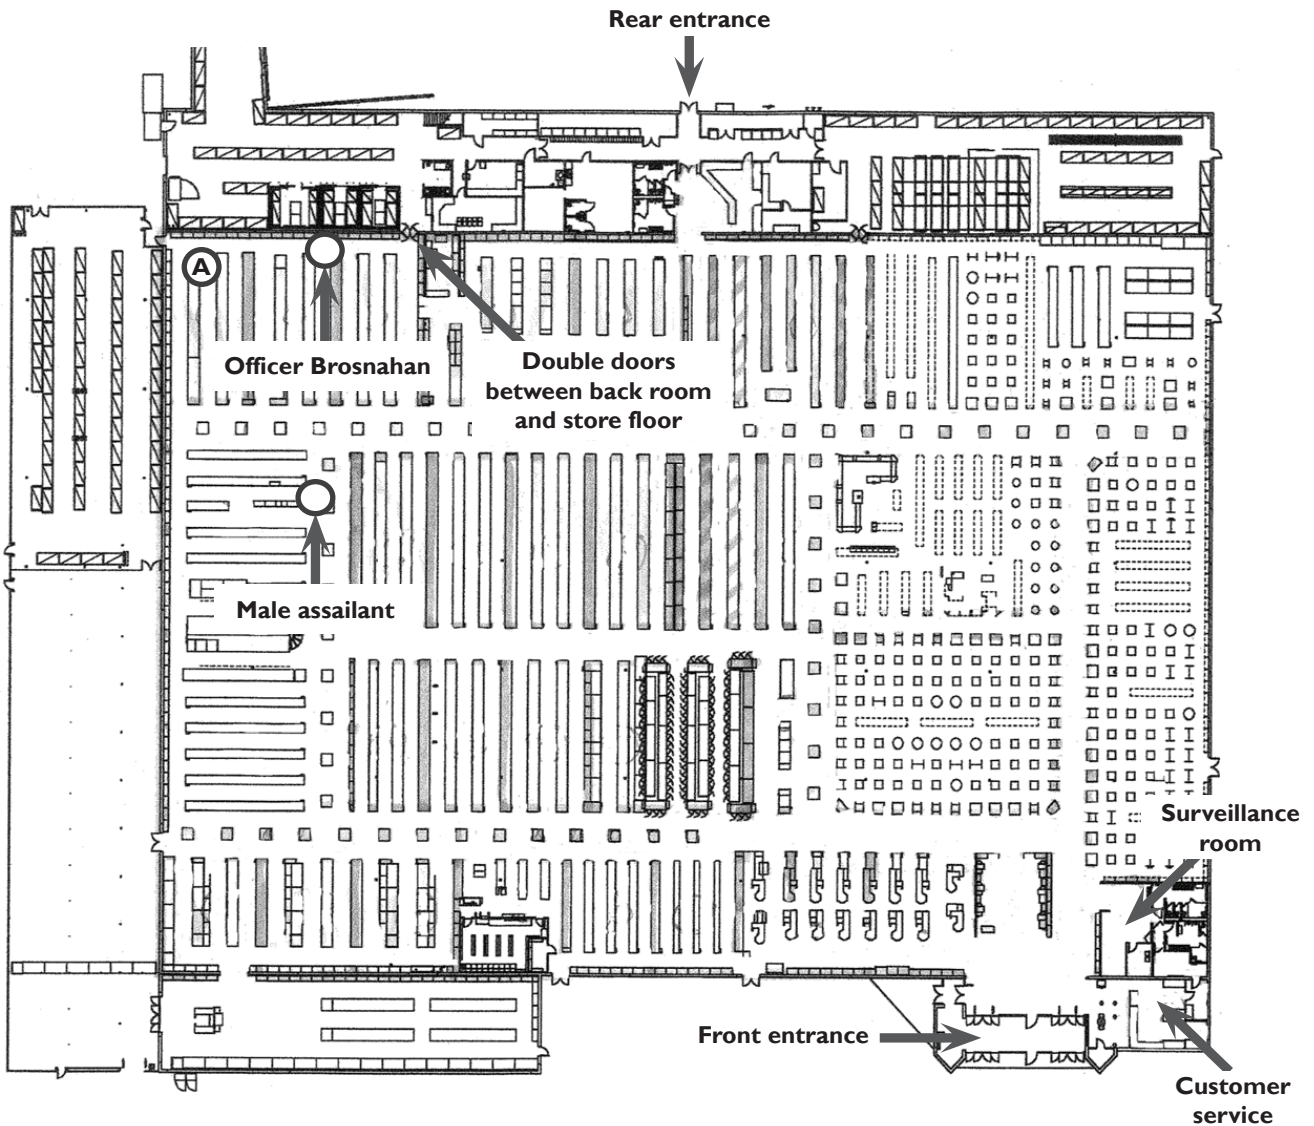 Rear entrance
A
Officer Brosnahan
Double doors
between back room
and store floor
Male assailant
Surveillance
room
Front entrance
Customer
service